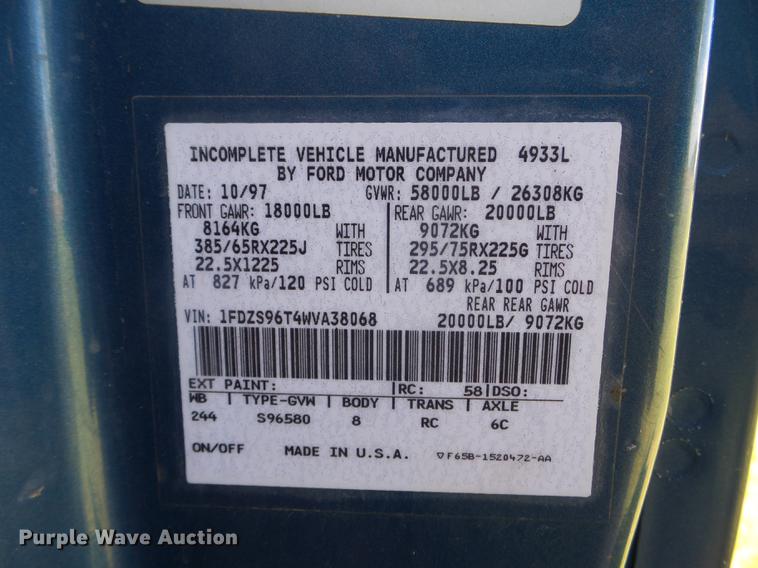 INCOMPLETE VEHICLE MANUFACTURED 4933L
BY FORD MOTOR COMPANY
DATE: 10/97 GVWR: 58000LB / 26308KG
FRONT GAWR: 18000LB REAR GAWR: 20000LB
8164KG WITH 9072KG WITH
385/65RX225J TIRES 295/75RX225G TIRES
22.5X1225 RIMS 22.5X8.25 RIMS
AT 827 kPa/120 PSI COLD AT 689 kPa/100 PSI COLD
REAR REAR GAWR
VIN: 1FDZS96T4WVA38068 20000LB/ 9072KG
EXT PAINT: RC: 58 DSO:
WB TYPE-GVW BODY TRANS AXLE
244 S96580 8 RC 6C
ON/OFF MADE IN U.S.A. ▽F65B-1520472-AA
Purple Wave Auction